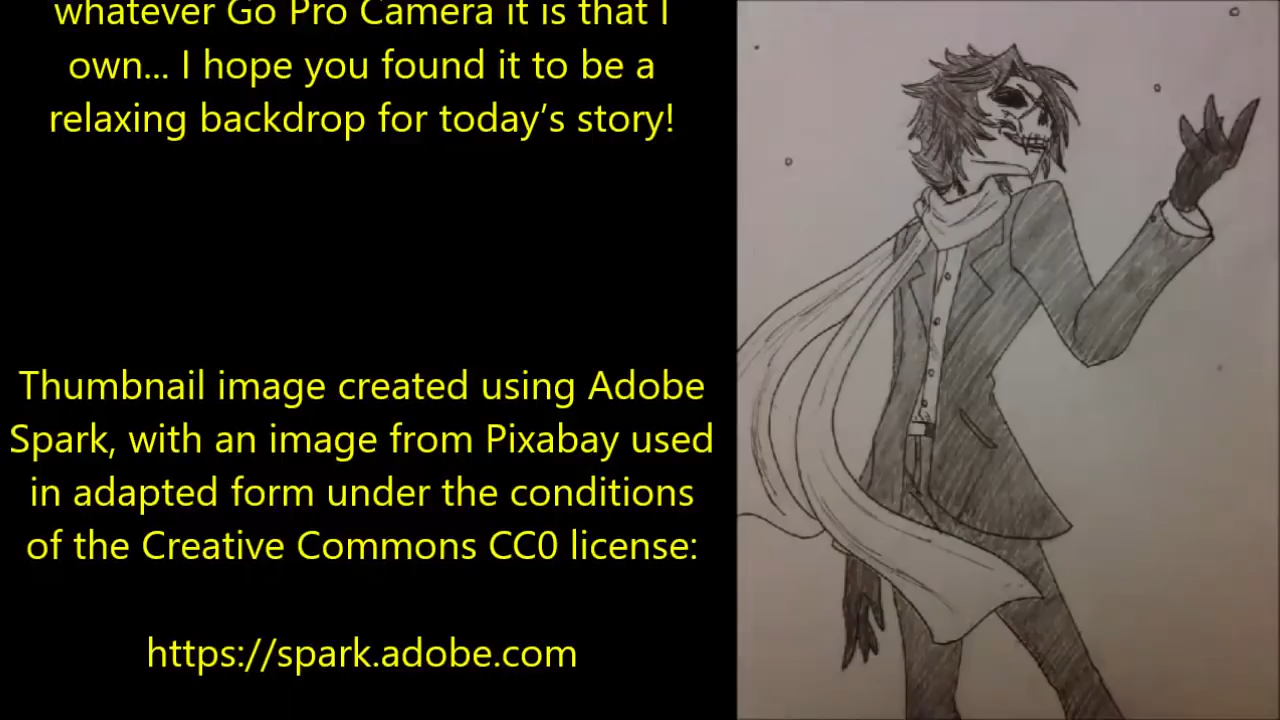 whatever Go Pro Camera it is that I
own... I hope you found it to be a
relaxing backdrop for today’s story!
Thumbnail image created using Adobe
Spark, with an image from Pixabay used
in adapted form under the conditions
of the Creative Commons CC0 license:
https://spark.adobe.com